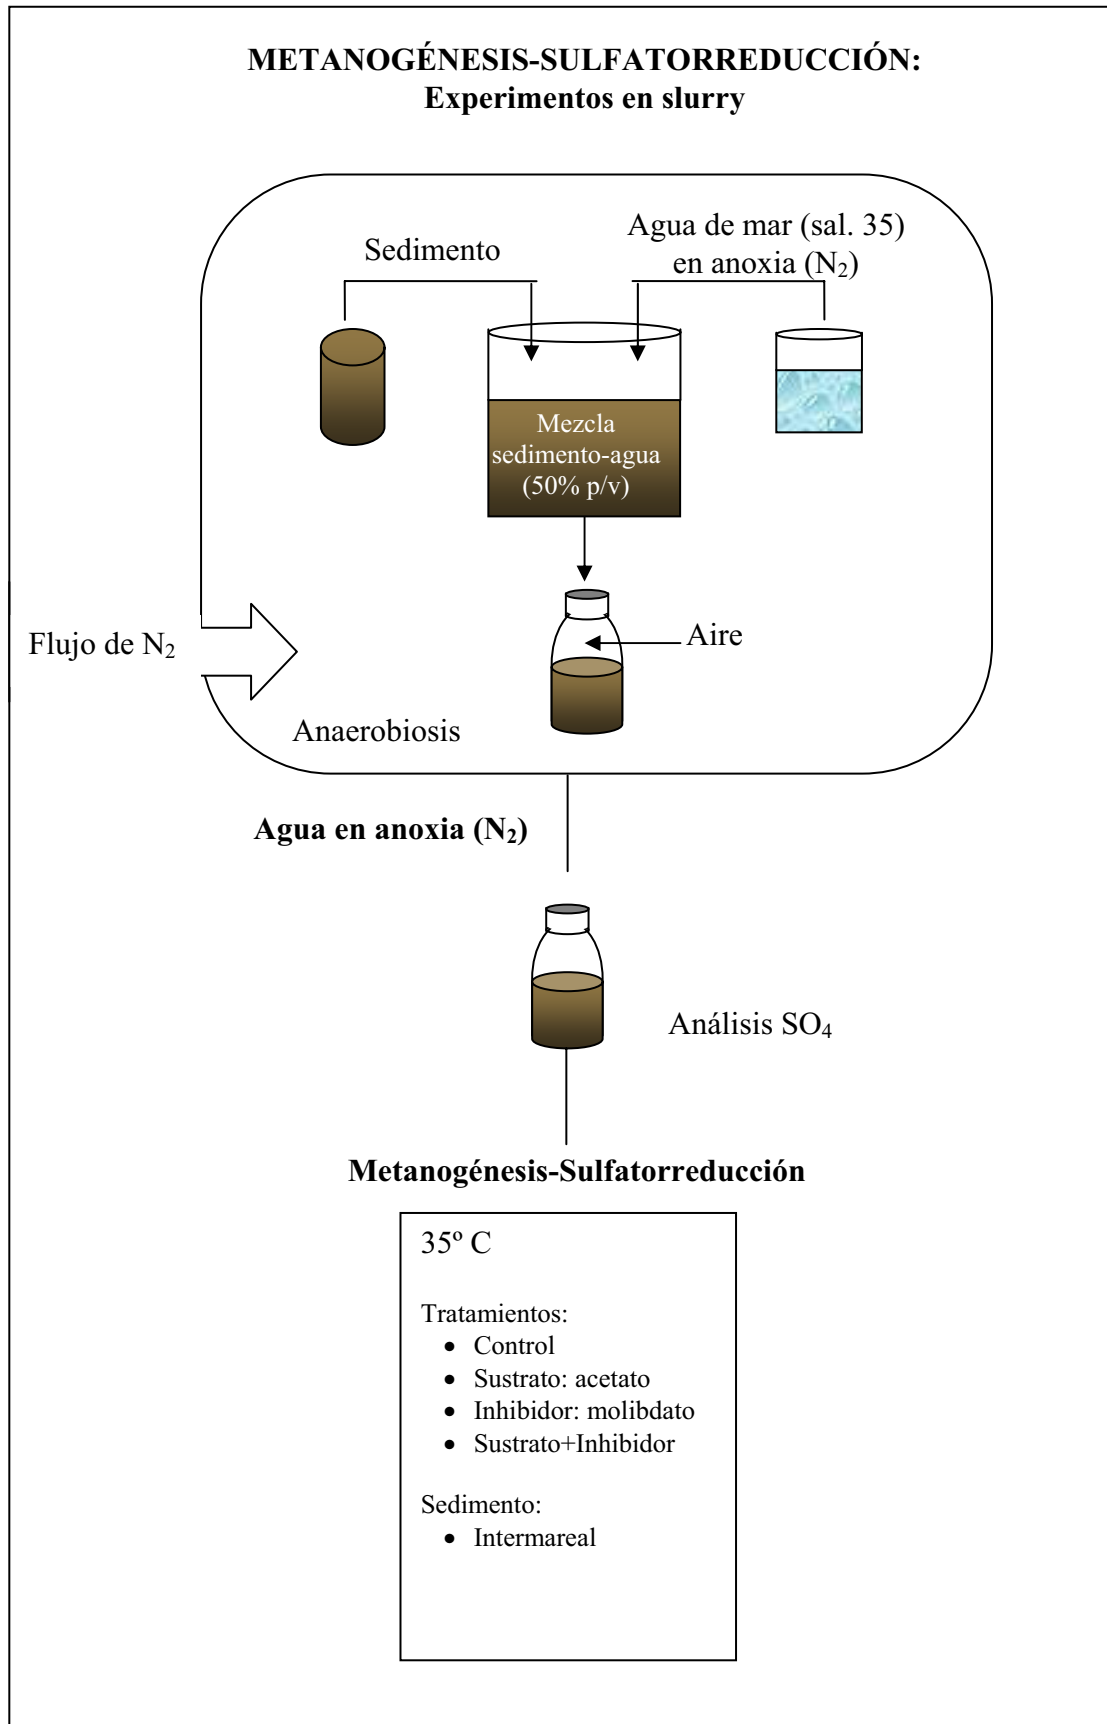 METANOGÉNESIS-SULFATORREDUCCIÓN:
Experimentos en slurry
Sedimento
Agua de mar (sal. 35)
en anoxia (N₂)
Mezcla
sedimento-agua
(50% p/v)
Flujo de N₂
Aire
Anaerobiosis
Agua en anoxia (N₂)
Análisis SO₄
Metanogénesis-Sulfatorreducción
35º C
Tratamientos:
• Control
• Sustrato: acetato
• Inhibidor: molibdato
• Sustrato+Inhibidor
Sedimento:
• Intermareal